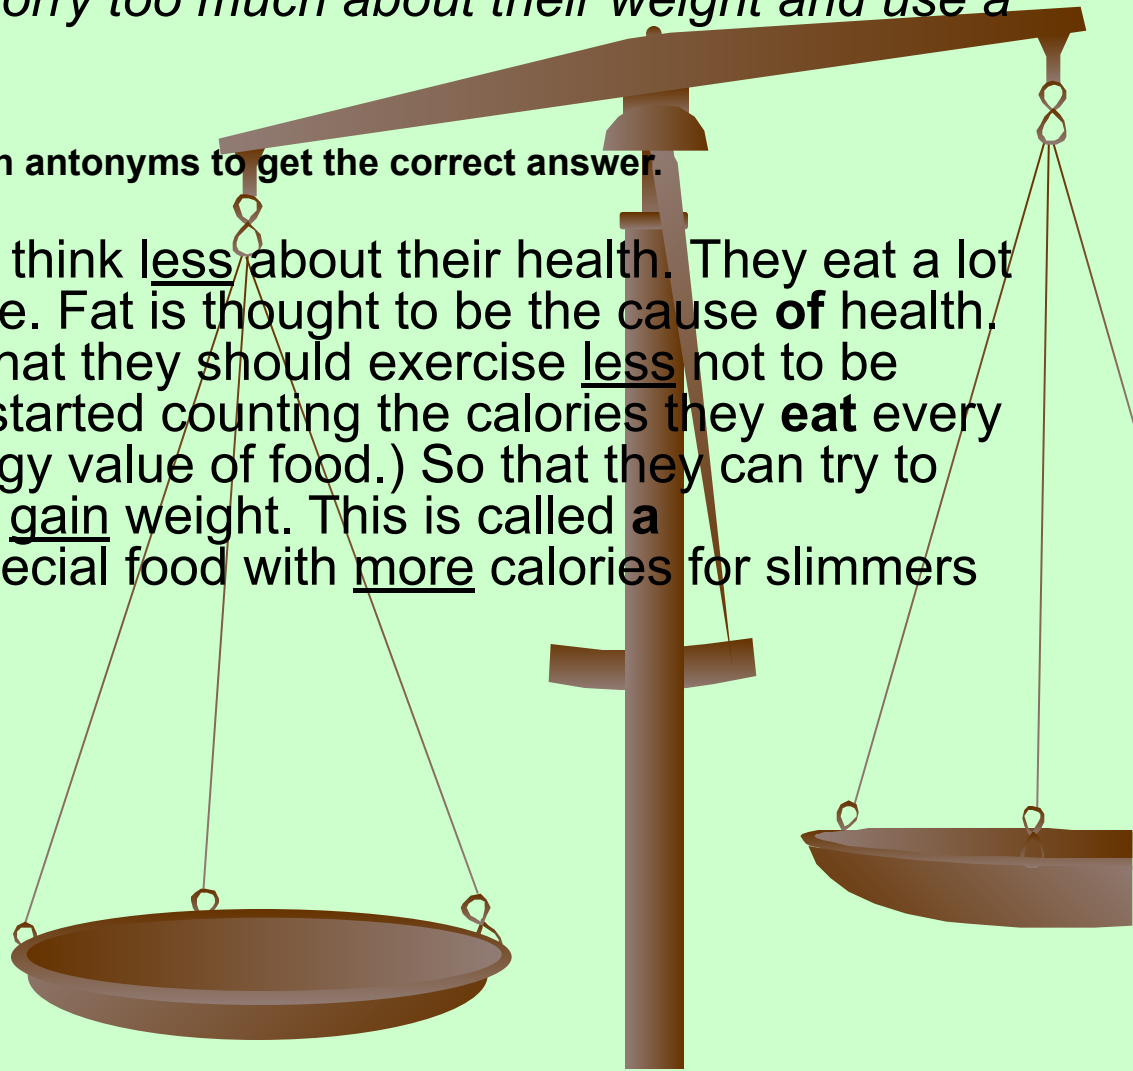 orry too much about their weight and use a
n antonyms to get the correct answer.
think less about their health. They eat a lot
e. Fat is thought to be the cause of health.
hat they should exercise less not to be
started counting the calories they eat every
gy value of food.) So that they can try to
gain weight. This is called a
ecial food with more calories for slimmers